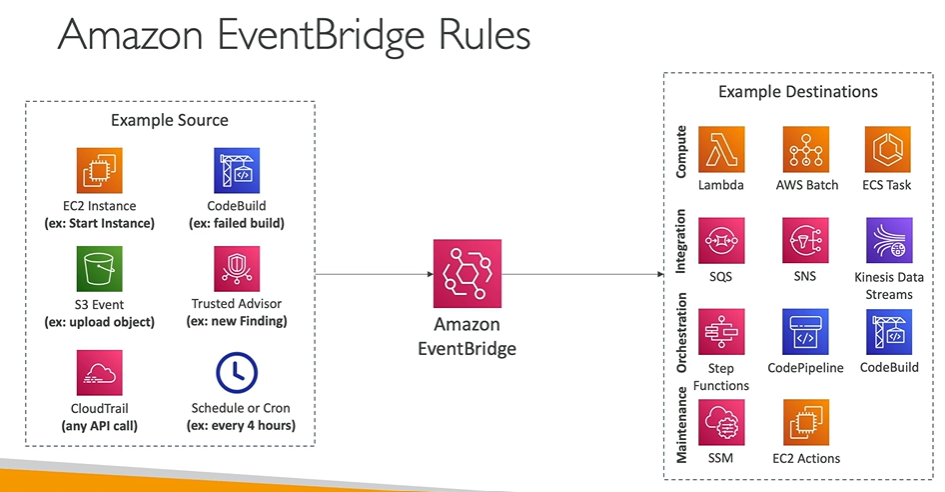 Amazon EventBridge Rules
Example Source
EC2 Instance
(ex: Start Instance)
CodeBuild
(ex: failed build)
S3 Event
(ex: upload object)
Trusted Advisor
(ex: new Finding)
CloudTrail
(any API call)
Schedule or Cron
(ex: every 4 hours)
Amazon
EventBridge
Example Destinations
Compute
Lambda
AWS Batch
ECS Task
Integration
SQS
SNS
Kinesis Data
Streams
Orchestration
Step
Functions
CodePipeline
CodeBuild
Maintenance
SSM
EC2 Actions